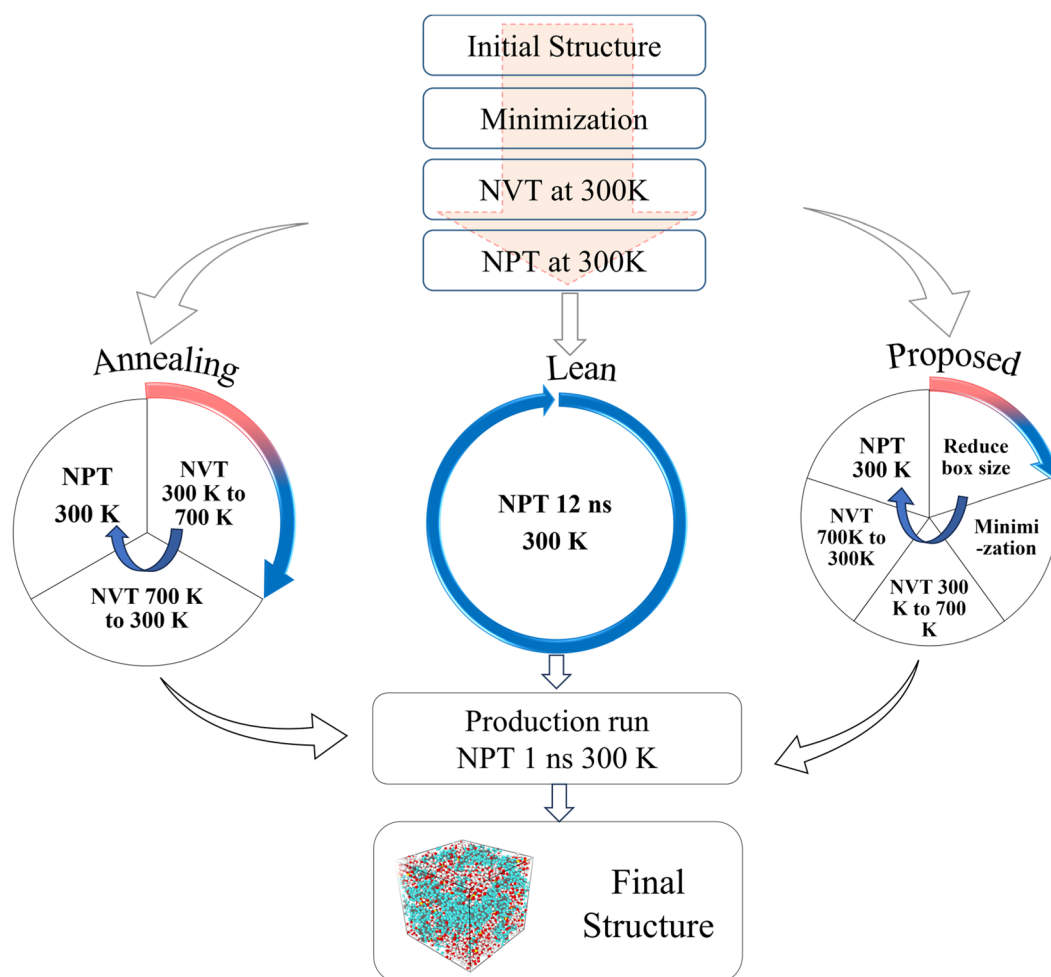 Initial Structure
Minimization
NVT at 300K
NPT at 300K
Annealing
NPT
300 K
NVT
300 K to
700 K
NVT 700 K
to 300 K
Lean
NPT 12 ns
300 K
Proposed
NPT
300 K
Reduce
box size
NVT
700K to
300K
Minimi
-zation
NVT 300
K to 700
K
Production run
NPT 1 ns 300 K
Final
Structure